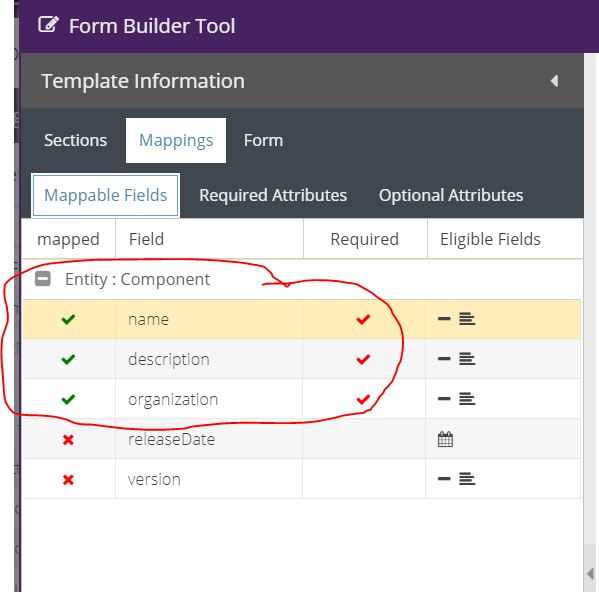 Form Builder Tool
Template Information
Sections Mappings Form
Mappable Fields Required Attributes Optional Attributes
mapped Field Required Eligible Fields
Entity : Component
name
description
organization
releaseDate
version